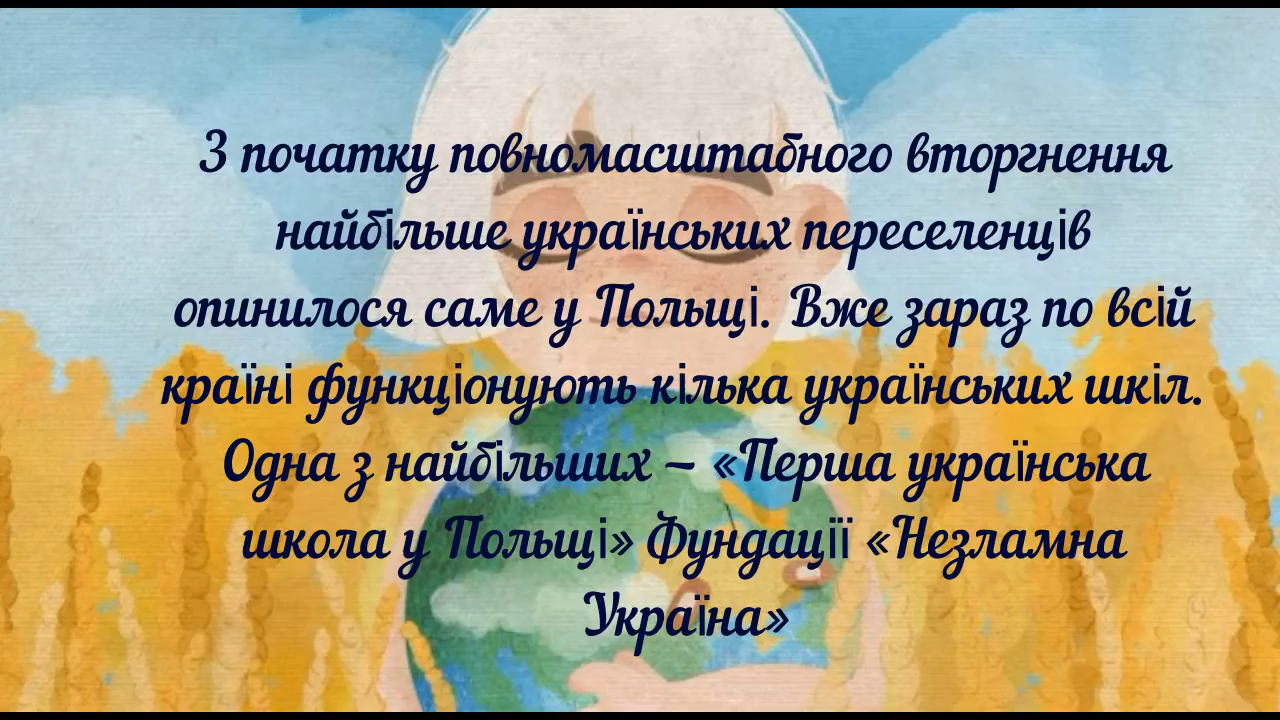 З початку повномасштабного вторгнення
найбільше українських переселенців
опинилося саме у Польщі. Вже зараз по всій
країні функціонують кілька українських шкіл.
Одна з найбільших – «Перша українська
школа у Польщі» Фундації «Незламна
Україна»